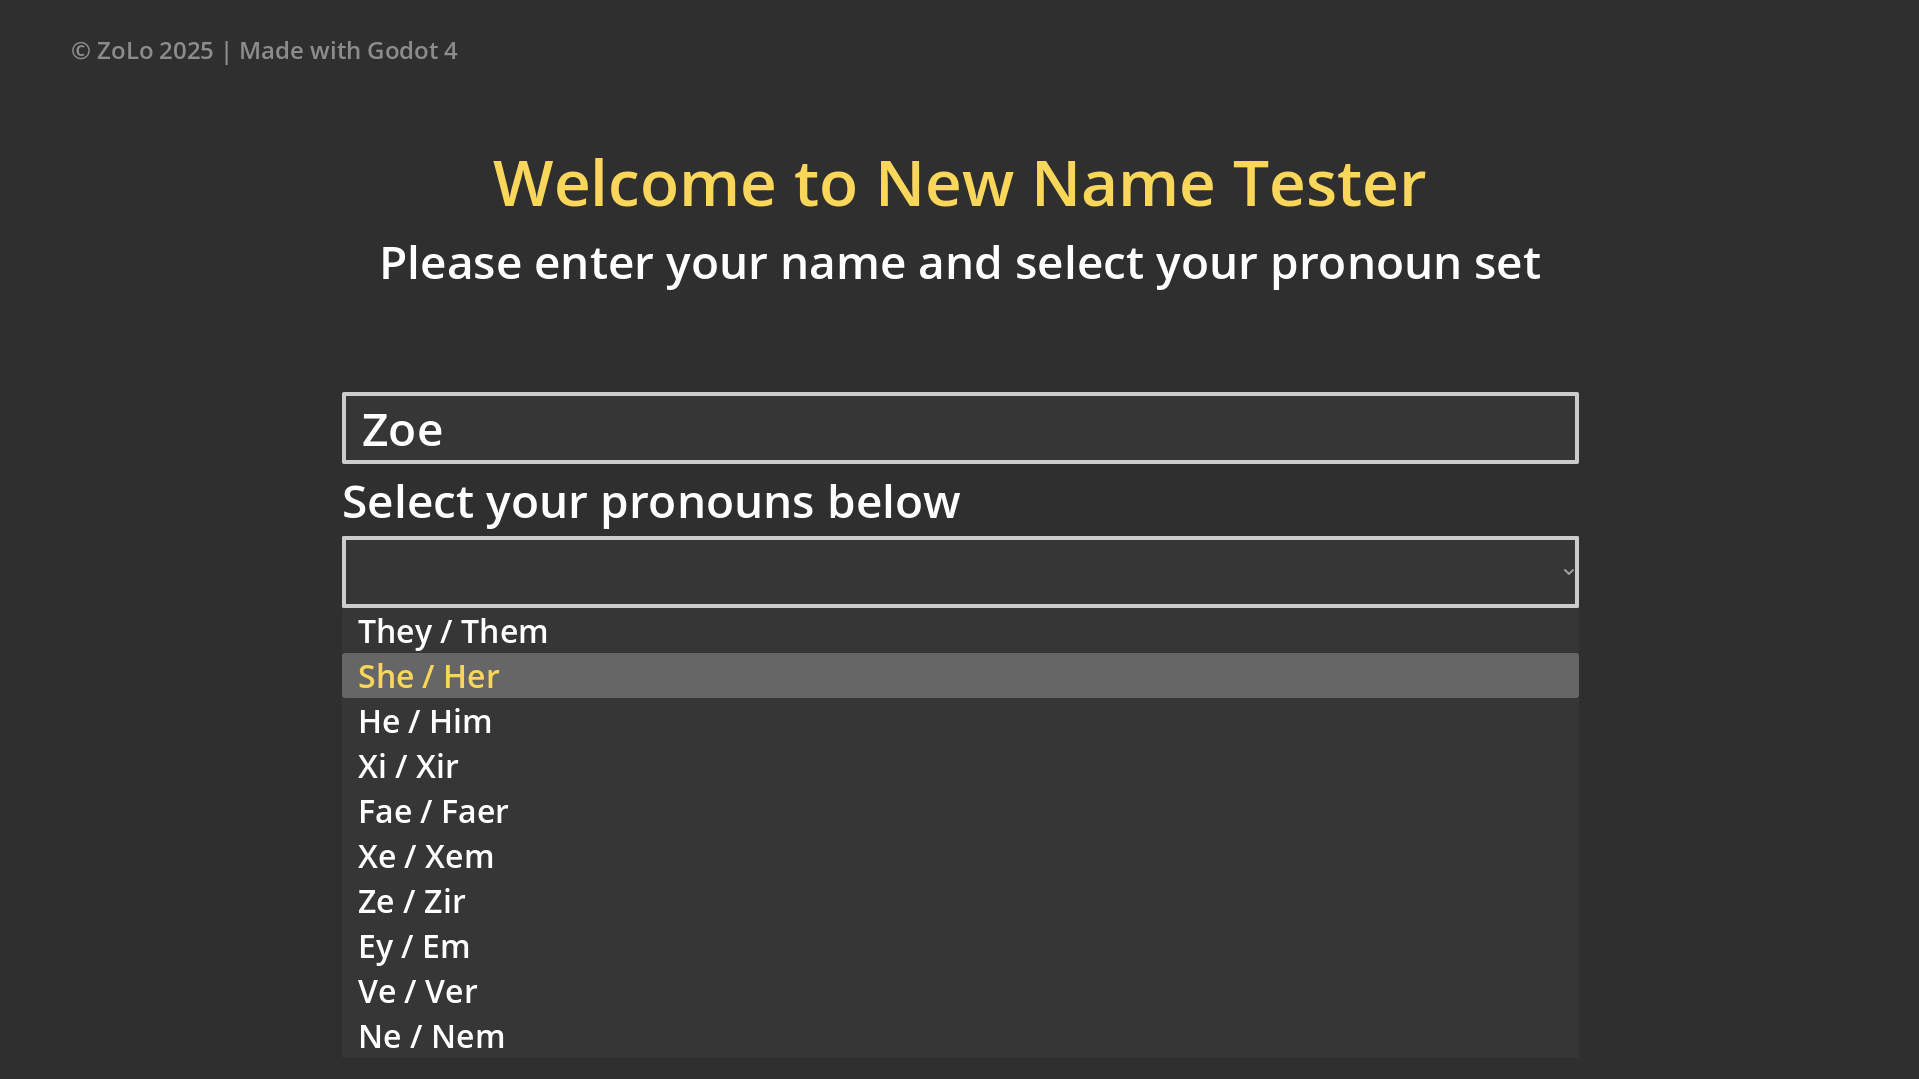 © ZoLo 2025 | Made with Godot 4
Welcome to New Name Tester
Please enter your name and select your pronoun set
Zoe
Select your pronouns below
They / Them
She / Her
He / Him
Xi / Xir
Fae / Faer
Xe / Xem
Ze / Zir
Ey / Em
Ve / Ver
Ne / Nem